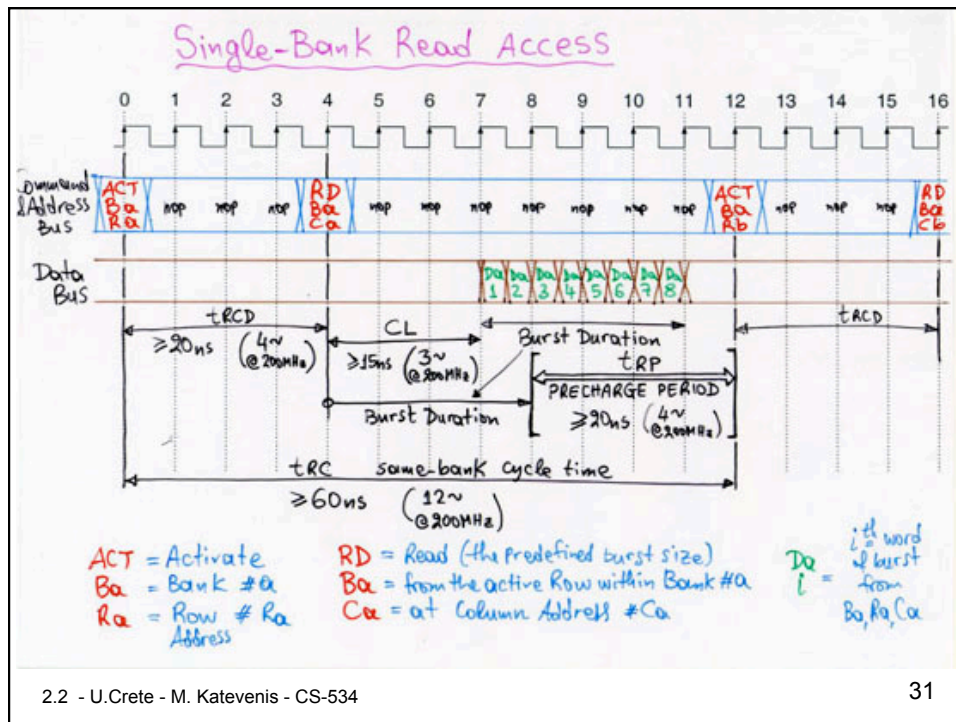 Single-Bank Read Access
0 1 2 3 4 5 6 7 8 9 10 11 12 13 14 15 16
Command
&Address
Bus
ACT
Ba
Ra
nop nop nop
RD
Ba
Ca
nop nop nop nop nop nop nop
ACT
Ba
Rb
nop nop nop
RD
Ba
Cb
Data
Bus
Da Da Da Da Da Da Da Da
1 2 3 4 5 6 7 8
tRCD
≥20ns (4~ @200MHz)
CL
≥15ns (3~ @200MHz)
Burst Duration
tRCD
tRP
PRECHARGE PERIOD
≥20ns (4~ @200MHz)
Burst Duration
tRC same-bank cycle time
≥60ns (12~ @200MHz)
ACT = Activate
Ba = Bank #a
Ra = Row # Ra
Address
RD = Read (the predefined burst size)
Ba = from the active Row within Bank #a
Ca = at Column Address #Ca
Da
i =
ith word
of burst
from
Ba, Ra, Ca
2.2 - U.Crete - M. Katevenis - CS-534
31